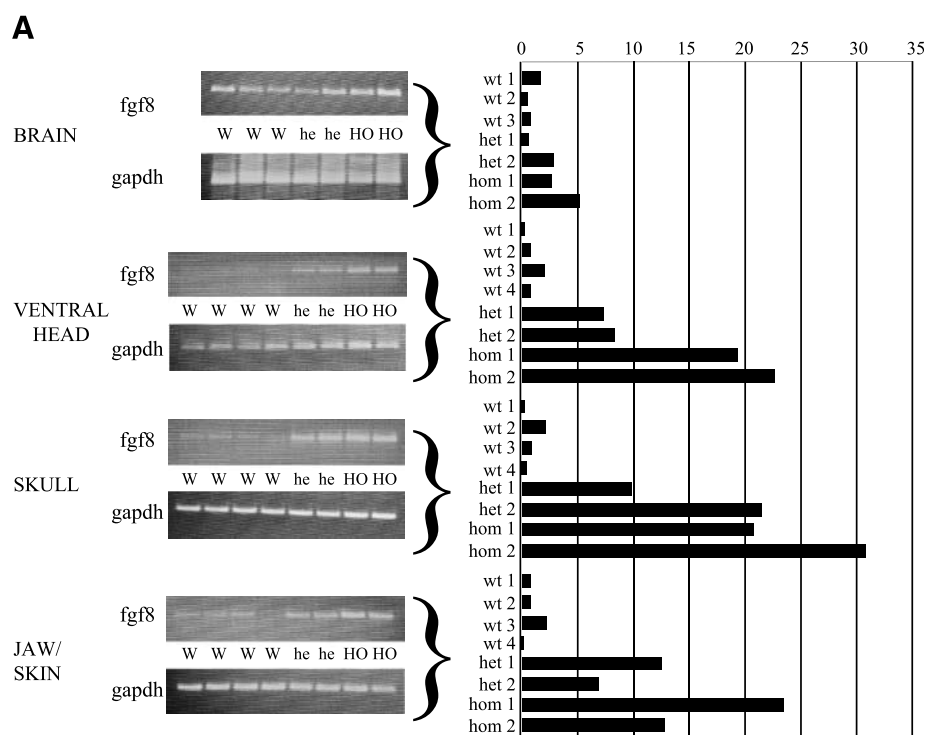 A
0 5 10 15 20 25 30 35
BRAIN
fgf8
W W W he he HO HO
gapdh
wt 1
wt 2
wt 3
het 1
het 2
hom 1
hom 2
VENTRAL
HEAD
fgf8
W W W W he he HO HO
gapdh
wt 1
wt 2
wt 3
wt 4
het 1
het 2
hom 1
hom 2
SKULL
fgf8
W W W W he he HO HO
gapdh
wt 1
wt 2
wt 3
wt 4
het 1
het 2
hom 1
hom 2
JAW/
SKIN
fgf8
W W W W he he HO HO
gapdh
wt 1
wt 2
wt 3
wt 4
het 1
het 2
hom 1
hom 2